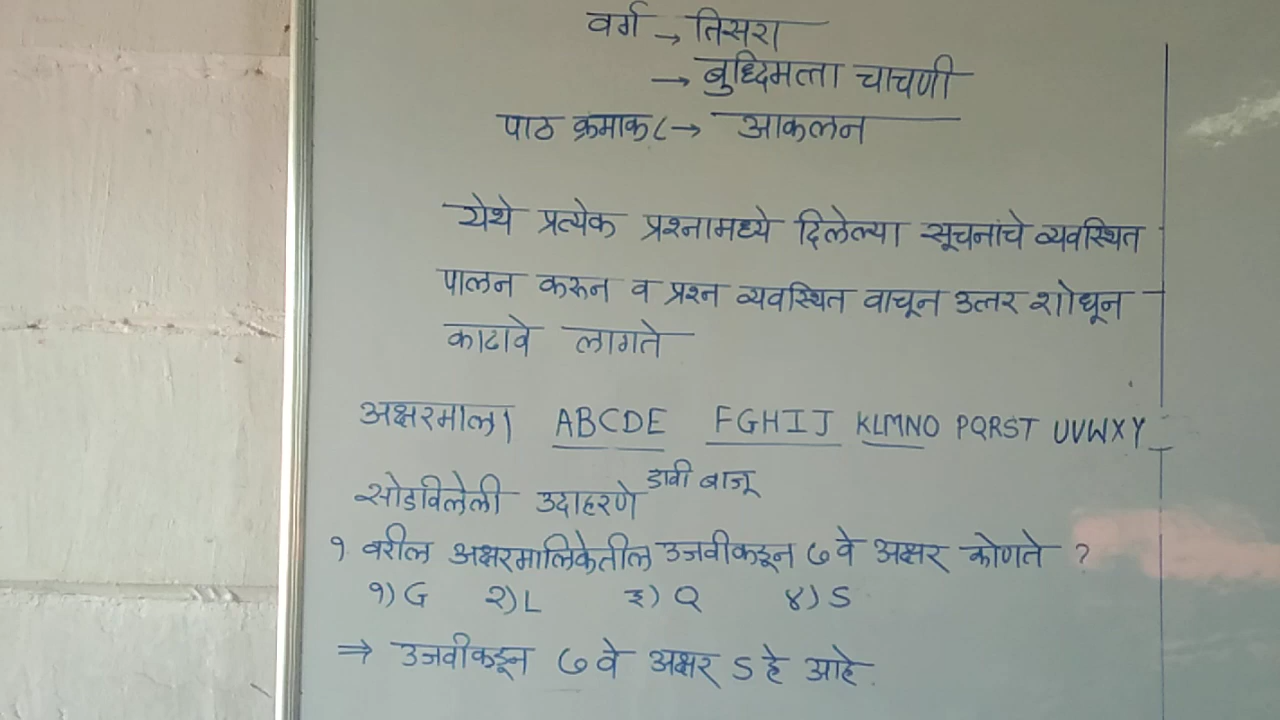 वर्ग → तिसरा
→ बुध्दिमत्ता चाचणी
पाठ क्रमाक ८ → आकलन
येथे प्रत्येक प्रश्नामध्ये दिलेल्या सूचनांचे व्यवस्थित
पालन करून व प्रश्न व्यवस्थित वाचून उत्तर शोधून
काढावे लागते
अक्षरमाला ABCDE FGHIJ KLMNO PQRST UVWXY
सोडविलेली उदाहरणे डावी बाजू
१ वरील अक्षरमालिकेतील उजवीकडून ७ वे अक्षर कोणते ?
१) G २) L ३) Q ४) S
⇒ उजवीकडून ७ वे अक्षर S हे आहे.